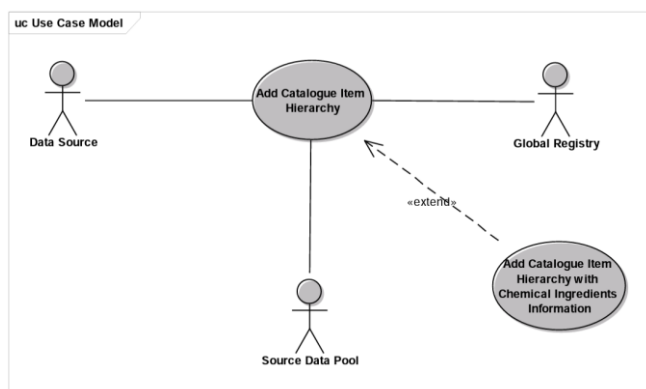 uc Use Case Model
Add Catalogue Item
Hierarchy
Data Source
Global Registry
«extend»
Add Catalogue Item
Hierarchy with
Chemical Ingredients
Information
Source Data Pool